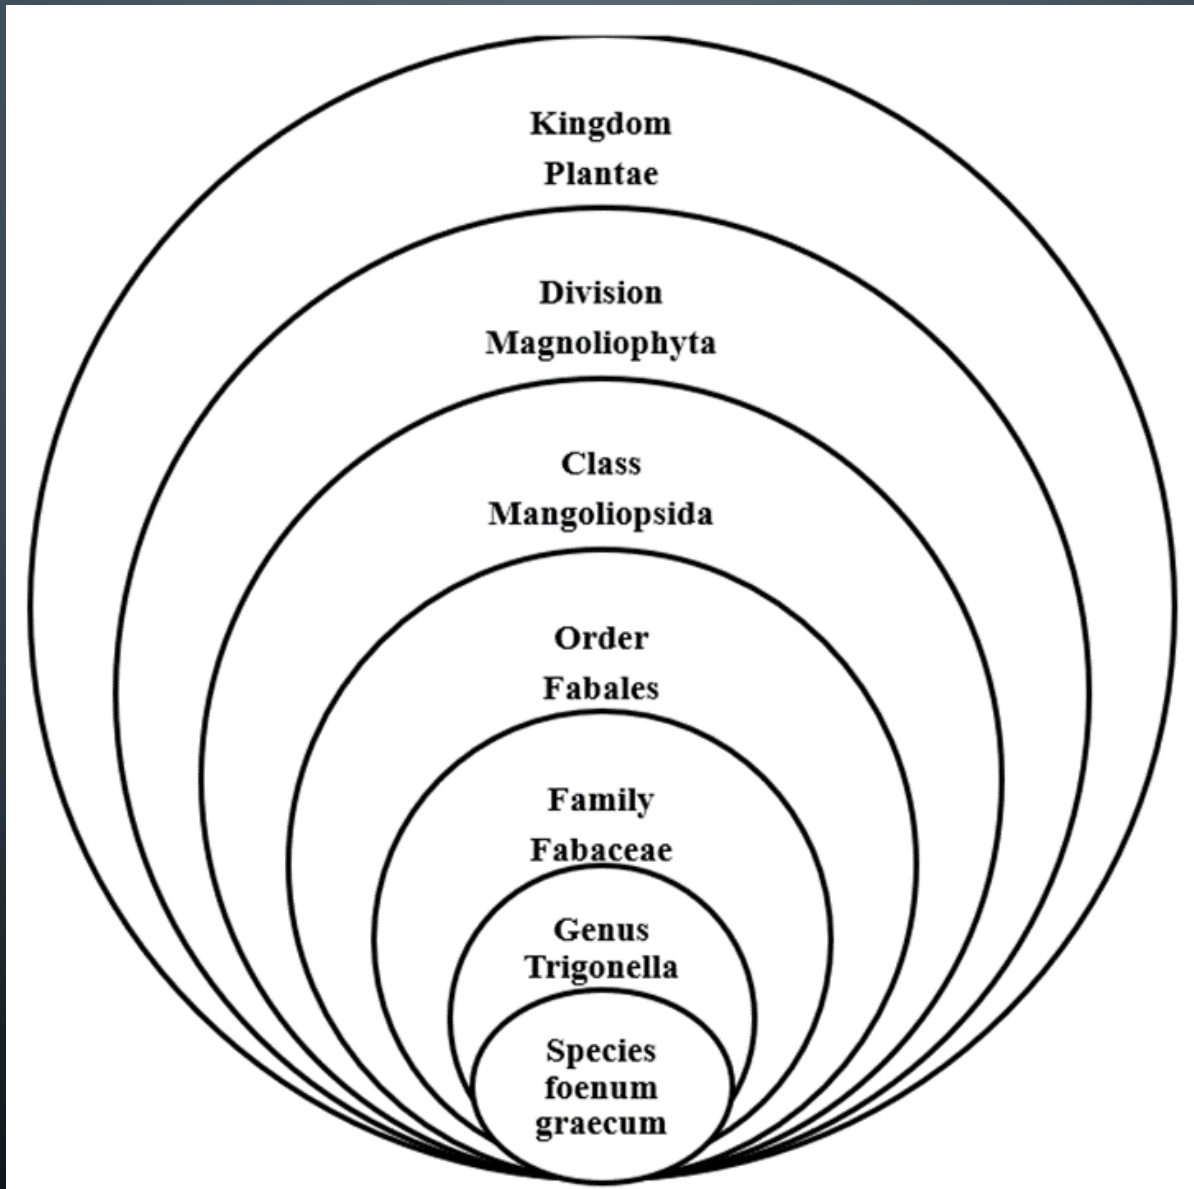 Kingdom
Plantae
Division
Magnoliophyta
Class
Mangoliopsida
Order
Fabales
Family
Fabaceae
Genus
Trigonella
Species
foenum
graecum